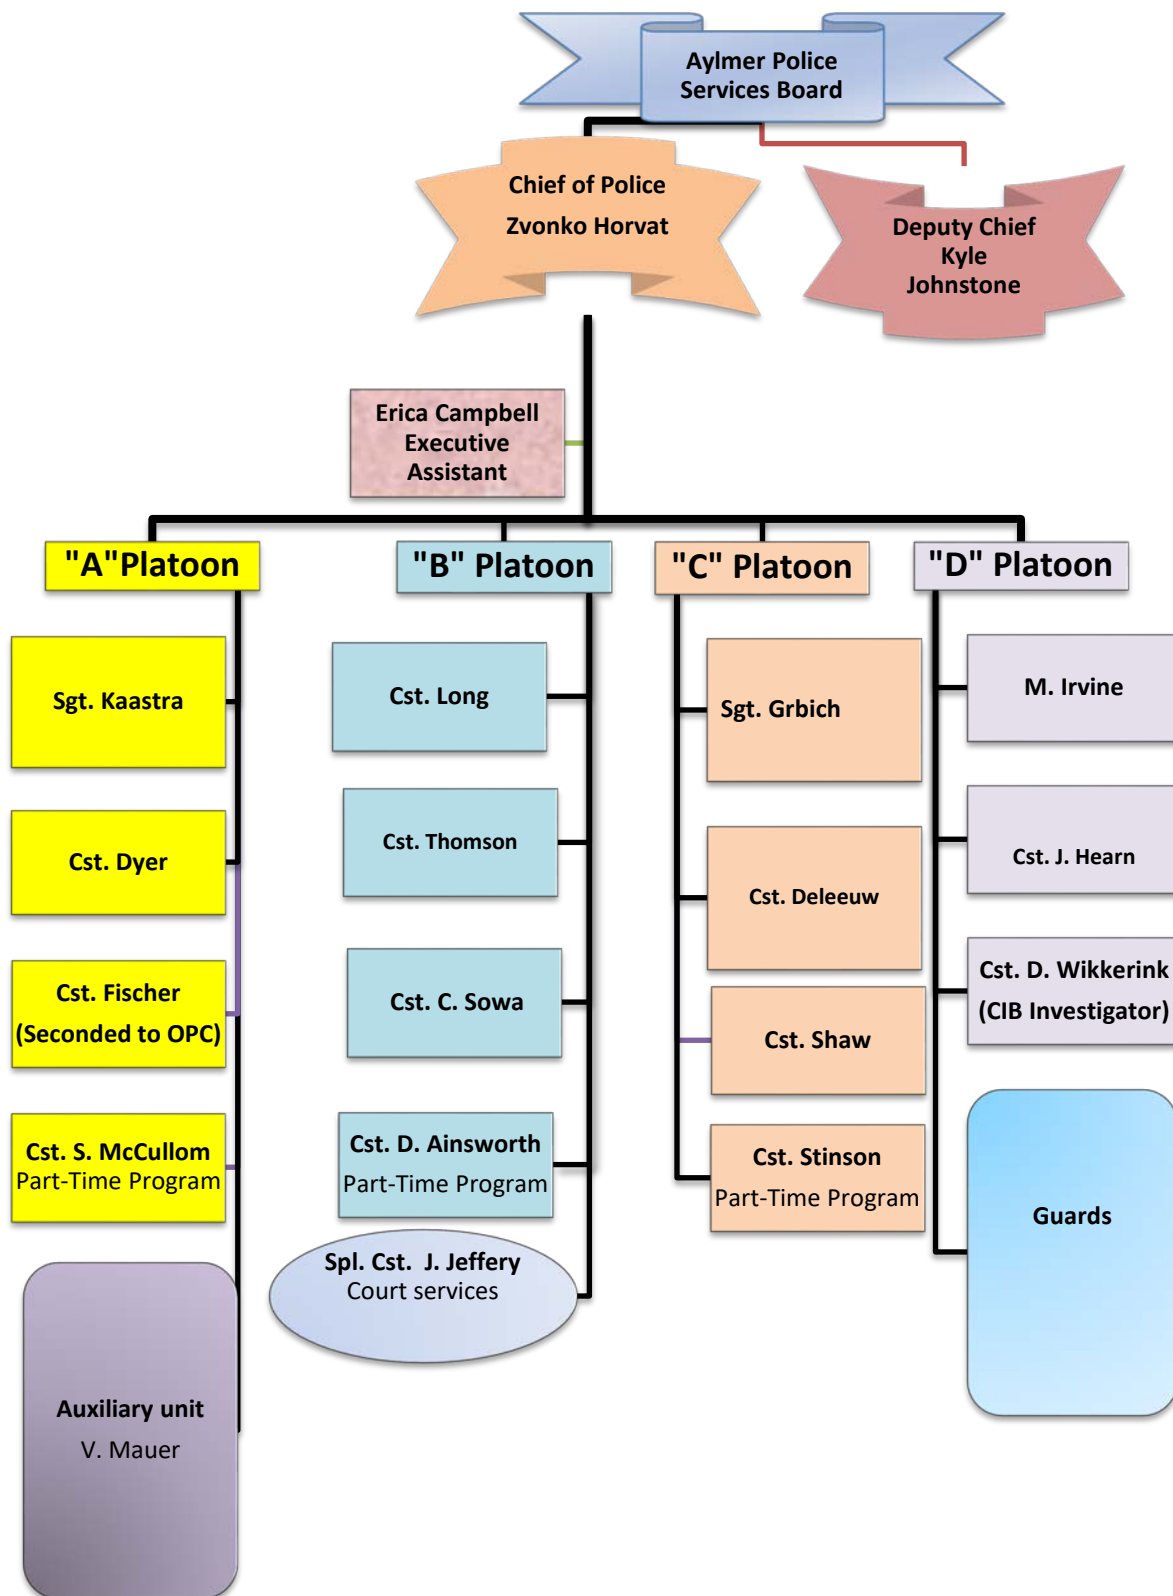 Aylmer Police
Services Board
Chief of Police
Zvonko Horvat
Deputy Chief
Kyle
Johnstone
Erica Campbell
Executive
Assistant
"A"Platoon
Sgt. Kaastra
Cst. Dyer
Cst. Fischer
(Seconded to OPC)
Cst. S. McCullom
Part-Time Program
Auxiliary unit
V. Mauer
"B" Platoon
Cst. Long
Cst. Thomson
Cst. C. Sowa
Cst. D. Ainsworth
Part-Time Program
Spl. Cst.  J. Jeffery
Court services
"C" Platoon
Sgt. Grbich
Cst. Deleeuw
Cst. Shaw
Cst. Stinson
Part-Time Program
"D" Platoon
M. Irvine
Cst. J. Hearn
Cst. D. Wikkerink
(CIB Investigator)
Guards